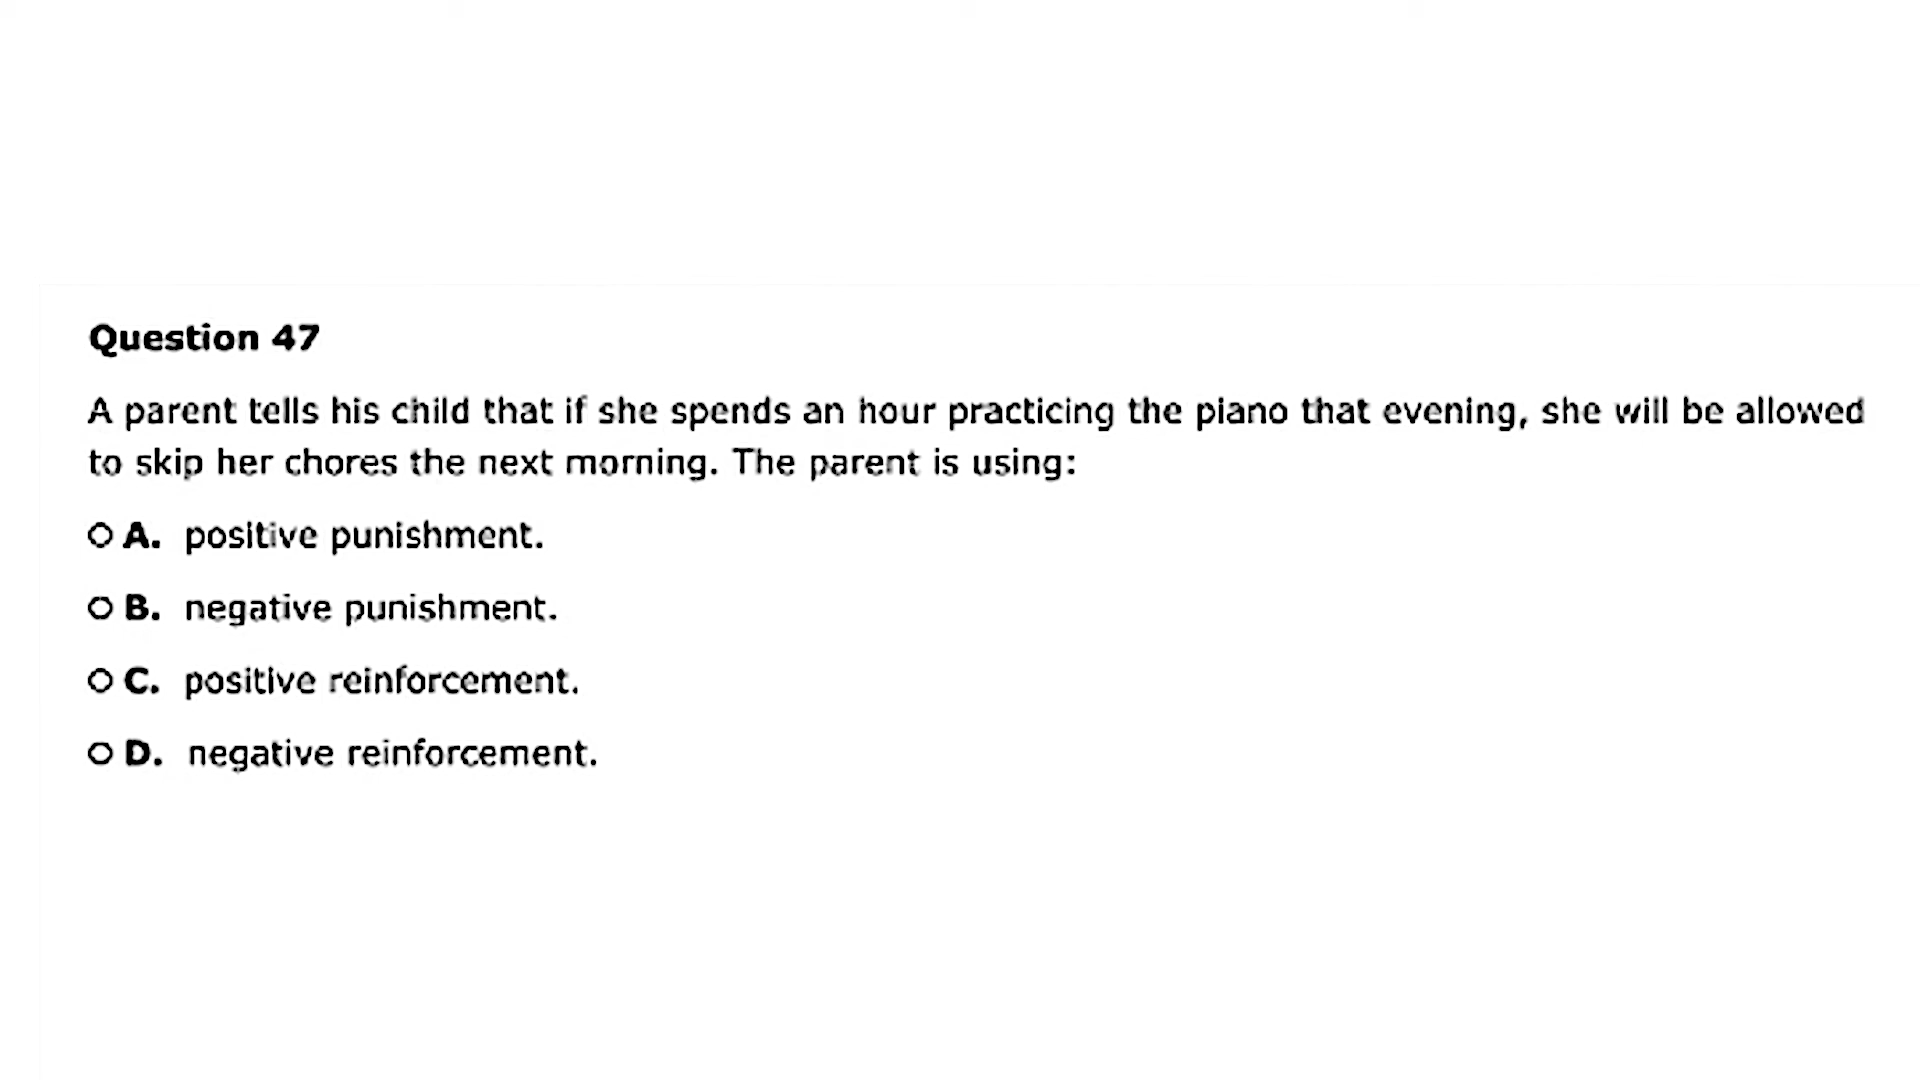 Question 47
A parent tells his child that if she spends an hour practicing the piano that evening, she will be allowed
to skip her chores the next morning. The parent is using:
A. positive punishment.
B. negative punishment.
C. positive reinforcement.
D. negative reinforcement.